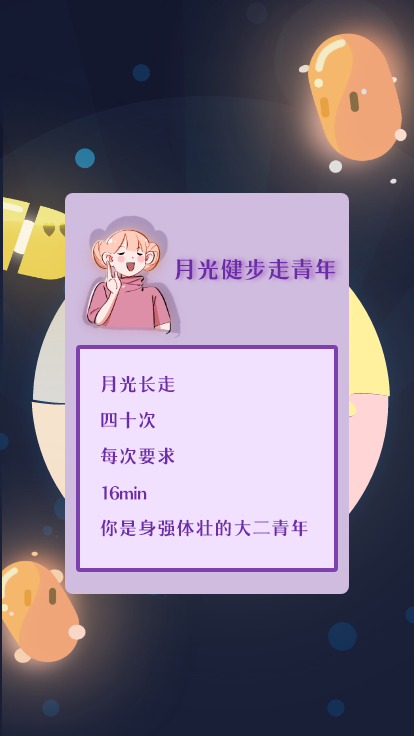 月光健步走青年
月光长走
四十次
每次要求
16min
你是身强体壮的大二青年